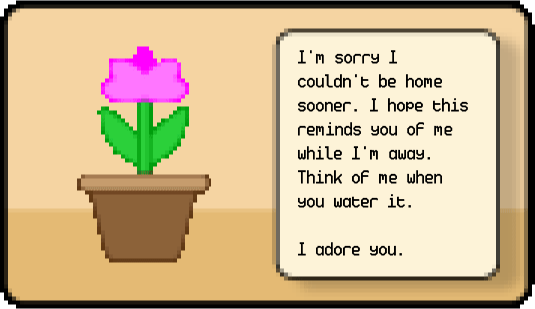 I'm sorry I
couldn't be home
sooner. I hope this
reminds you of me
while I'm away.
Think of me when
you water it.
I adore you.